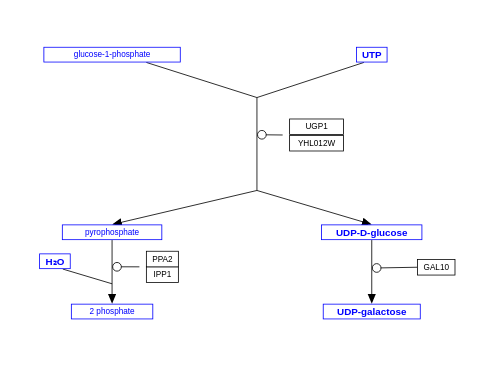 glucose-1-phosphate
UTP
UGP1
YHL012W
pyrophosphate
UDP-D-glucose
H₂O
PPA2
IPP1
GAL10
2 phosphate
UDP-galactose